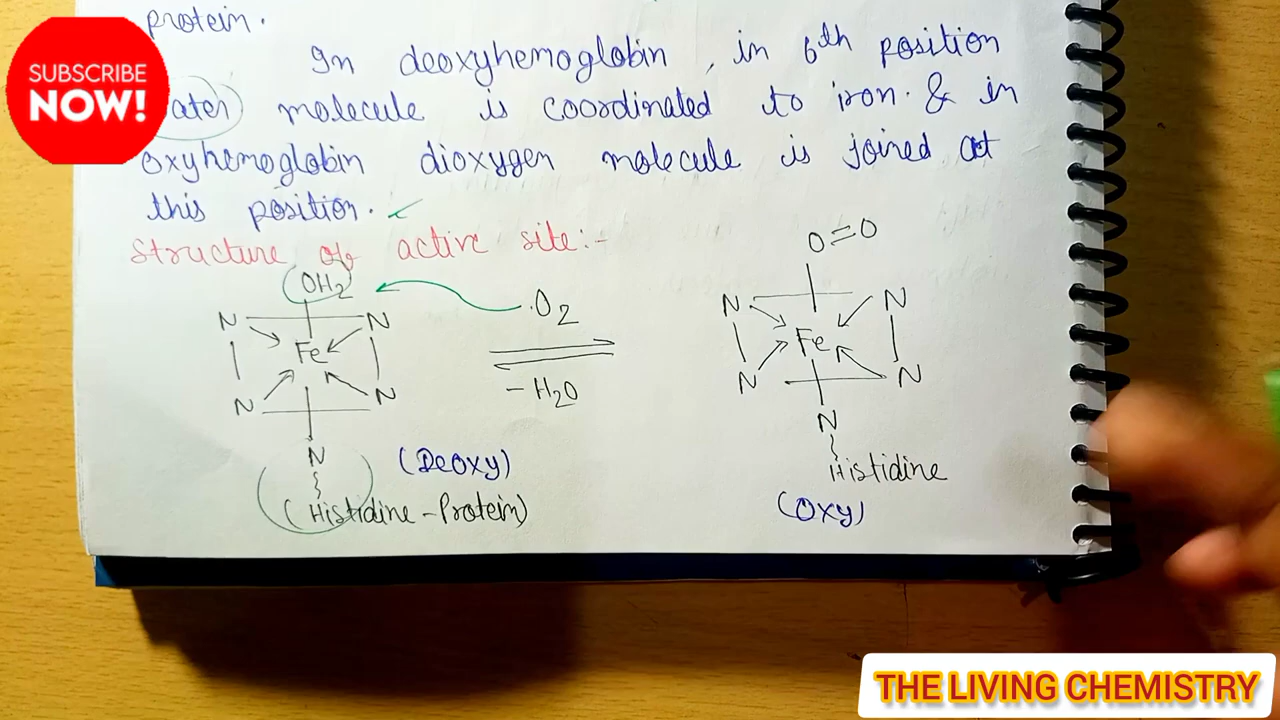 protein.
In deoxyhemoglobin, in 6th position
SUBSCRIBE
NOW!
molecule is coordinated to iron. & in
oxyhemoglobin dioxygen molecule is joined at
this position.
Structure of active site:-
OH2
N N
Fe
N N
N
(Histidine - Protein)
(Deoxy)
.O2
- H2O
O=O
N N
Fe
N N
N
Histidine
(Oxy)
THE LIVING CHEMISTRY